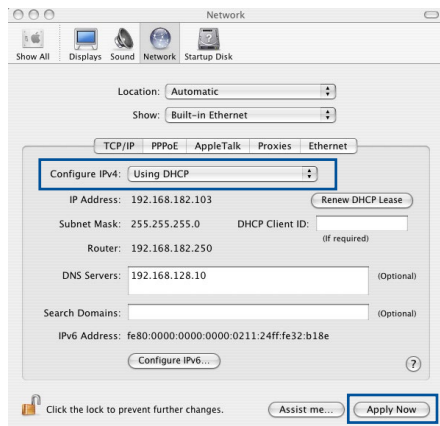 Network
Show All Displays Sound Network Startup Disk
Location: Automatic
Show: Built-in Ethernet
TCP/IP PPPoE AppleTalk Proxies Ethernet
Configure IPv4: Using DHCP
IP Address: 192.168.182.103 Renew DHCP Lease
Subnet Mask: 255.255.255.0 DHCP Client ID:
(If required)
Router: 192.168.182.250
DNS Servers: 192.168.128.10 (Optional)
Search Domains: (Optional)
IPv6 Address: fe80:0000:0000:0000:0211:24ff:fe32:b18e
Configure IPv6... ?
Click the lock to prevent further changes. Assist me... Apply Now